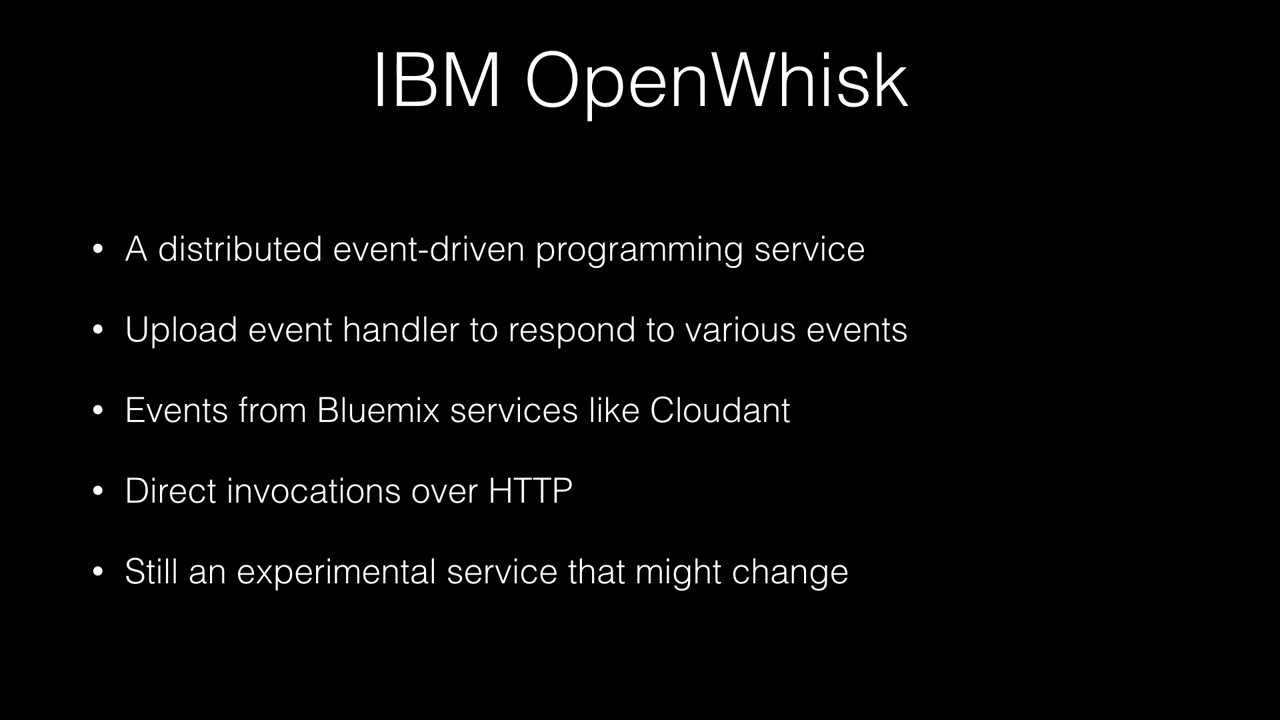 IBM OpenWhisk
• A distributed event-driven programming service
• Upload event handler to respond to various events
• Events from Bluemix services like Cloudant
• Direct invocations over HTTP
• Still an experimental service that might change